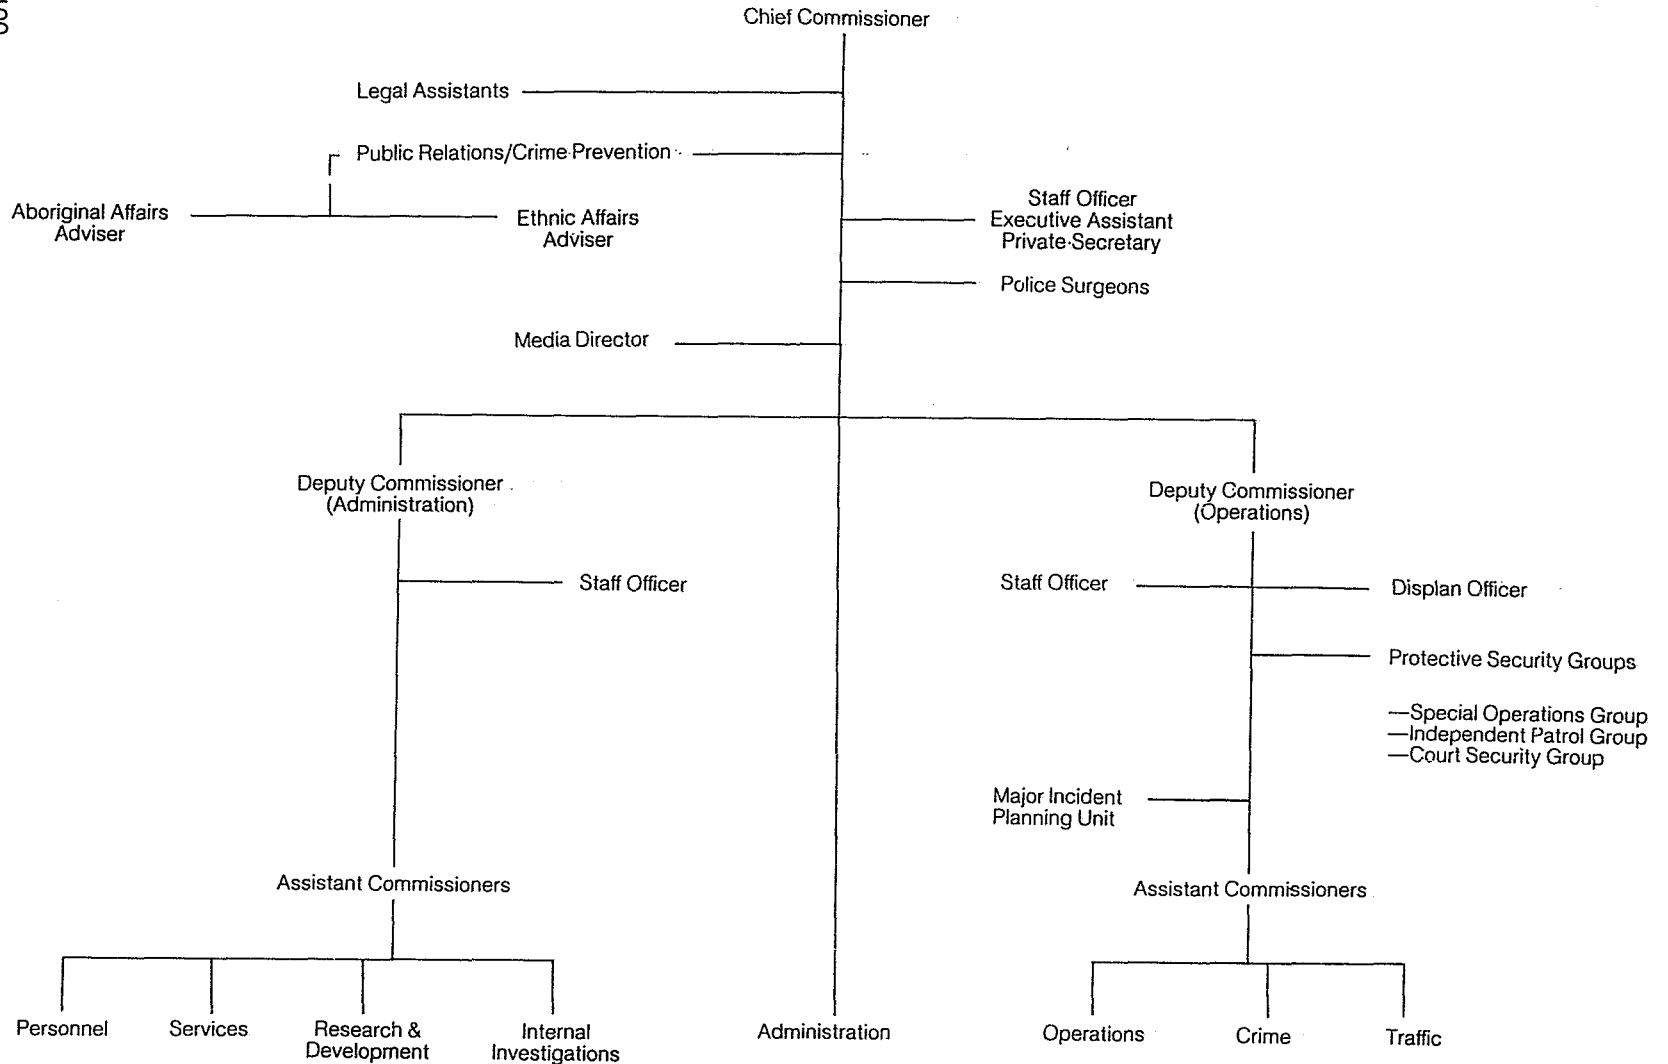 Chief Commissioner
Legal Assistants
Public Relations/Crime Prevention
Aboriginal Affairs
Adviser
Ethnic Affairs
Adviser
Staff Officer
Executive Assistant
Private Secretary
Police Surgeons
Media Director
Deputy Commissioner
(Administration)
Deputy Commissioner
(Operations)
Staff Officer
Staff Officer
Displan Officer
Protective Security Groups
—Special Operations Group
—Independent Patrol Group
—Court Security Group
Major Incident
Planning Unit
Assistant Commissioners
Assistant Commissioners
Personnel
Services
Research &
Development
Internal
Investigations
Administration
Operations
Crime
Traffic